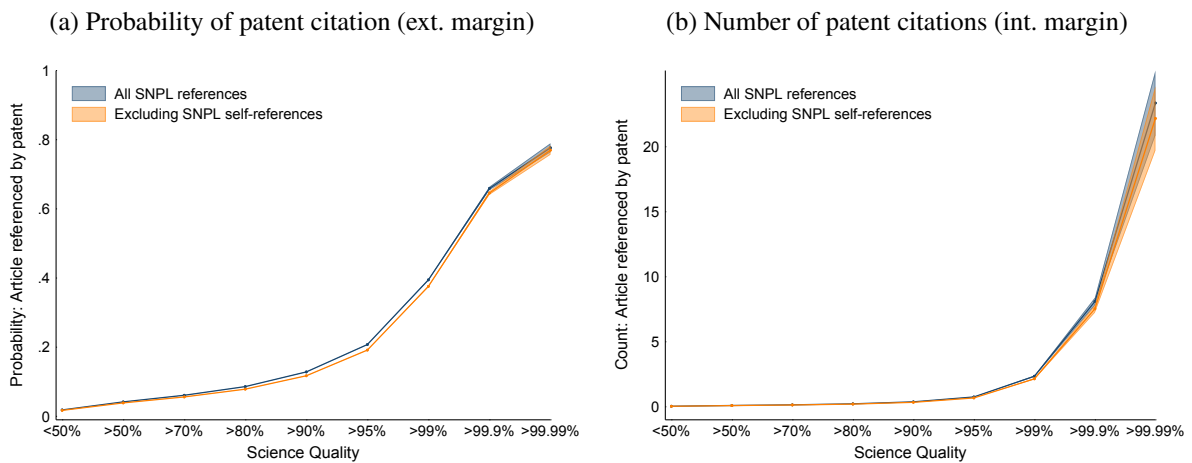 (a) Probability of patent citation (ext. margin)
Probability: Article referenced by patent
1
.8
.6
.4
.2
0
All SNPL references
Excluding SNPL self-references
<50% >50% >70% >80% >90% >95% >99% >99.9% >99.99%
Science Quality
(b) Number of patent citations (int. margin)
Count: Article referenced by patent
20
15
10
5
0
All SNPL references
Excluding SNPL self-references
<50% >50% >70% >80% >90% >95% >99% >99.9% >99.99%
Science Quality